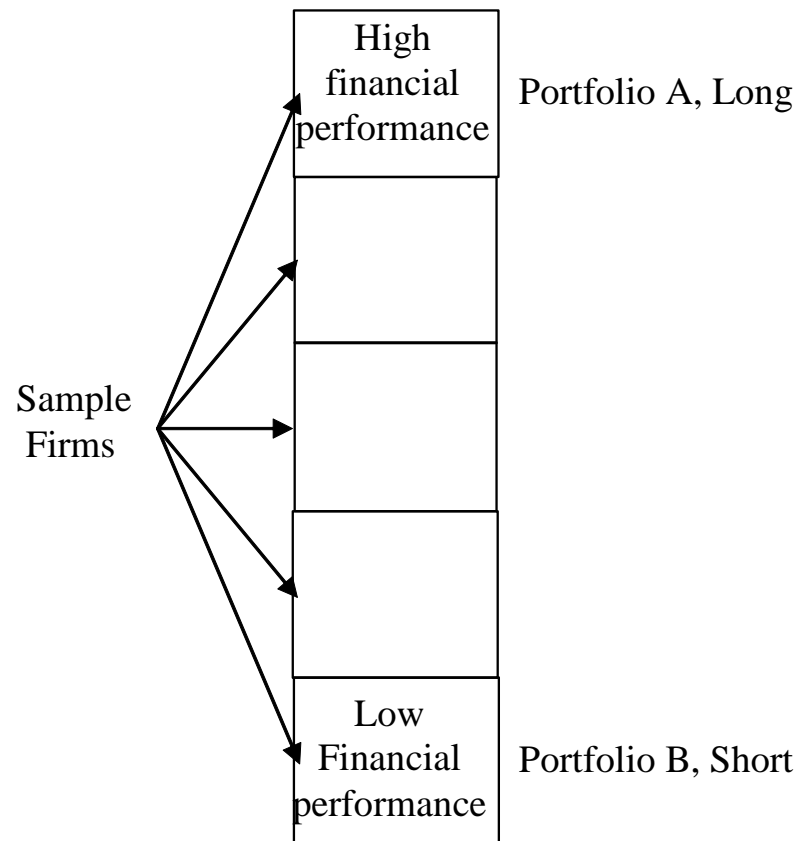 High
financial
performance
Portfolio A, Long
Sample
Firms
Low
Financial
performance
Portfolio B, Short